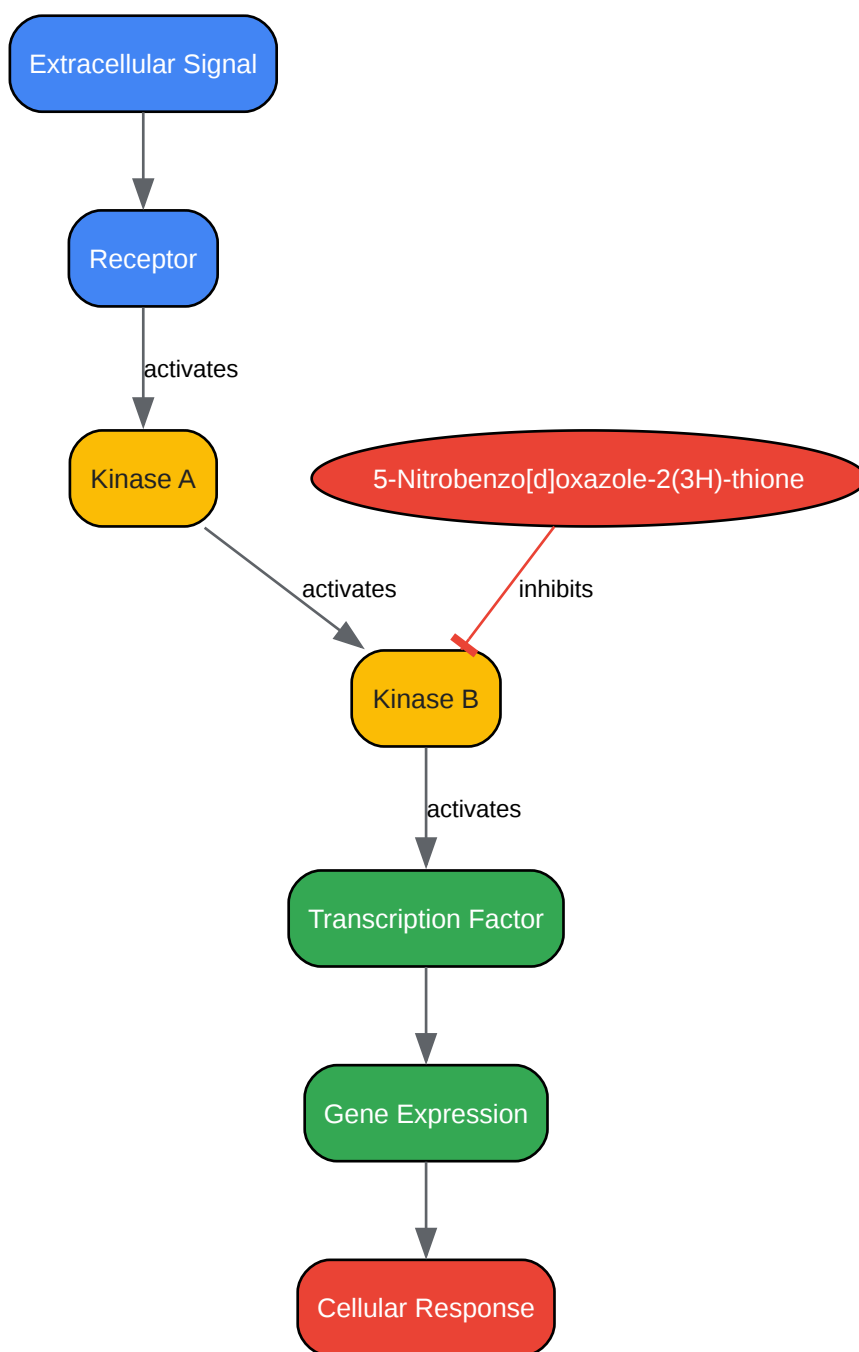 Extracellular Signal
Receptor
activates
Kinase A
5-Nitrobenzo[d]oxazole-2(3H)-thione
activates
inhibits
Kinase B
activates
Transcription Factor
Gene Expression
Cellular Response